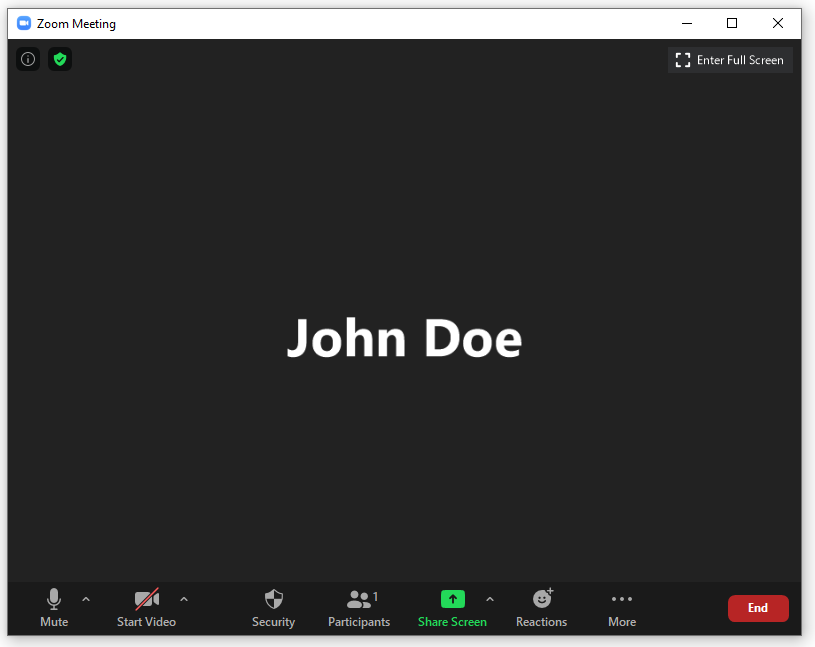 Zoom Meeting
Enter Full Screen
John Doe
1
Mute Start Video Security Participants Share Screen Reactions More End